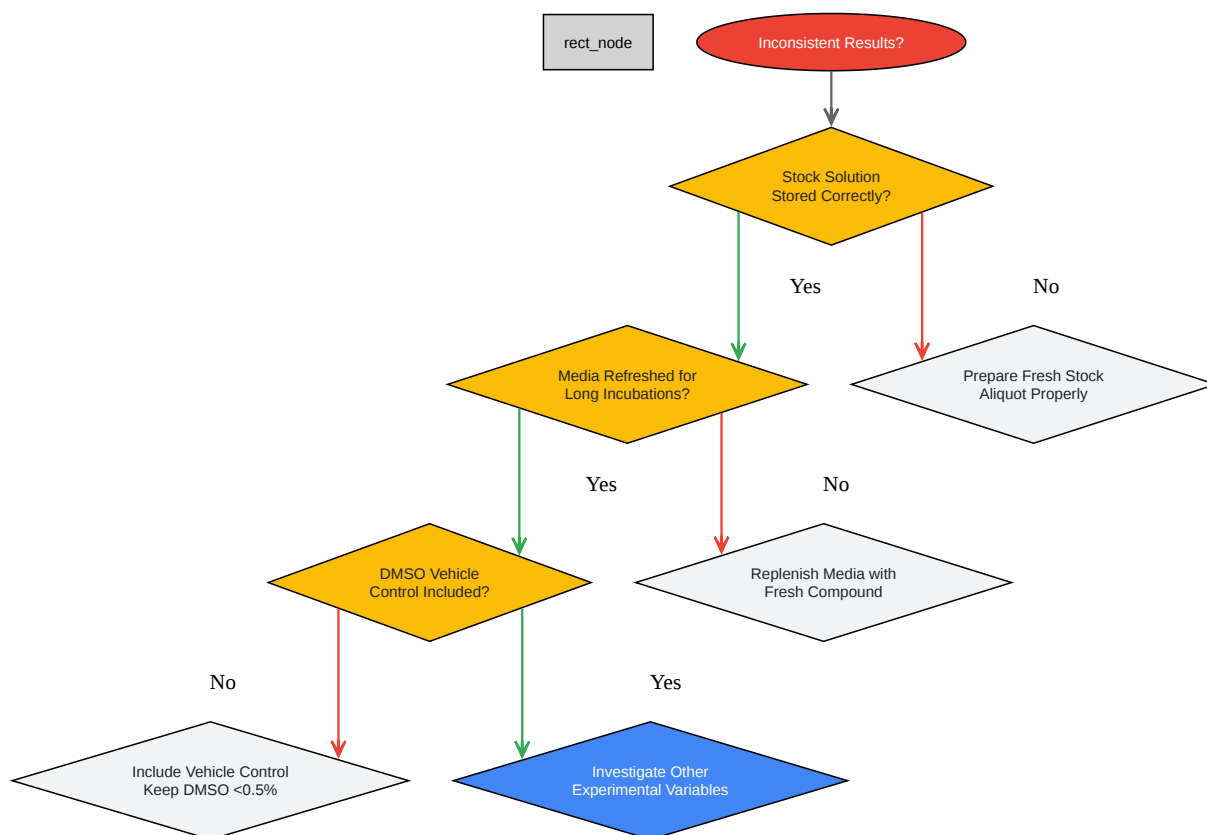 rect_node
Inconsistent Results?
Stock Solution
Stored Correctly?
Yes
No
Media Refreshed for
Long Incubations?
Prepare Fresh Stock
Aliquot Properly
Yes
No
DMSO Vehicle
Control Included?
Replenish Media with
Fresh Compound
No
Yes
Include Vehicle Control
Keep DMSO <0.5%
Investigate Other
Experimental Variables